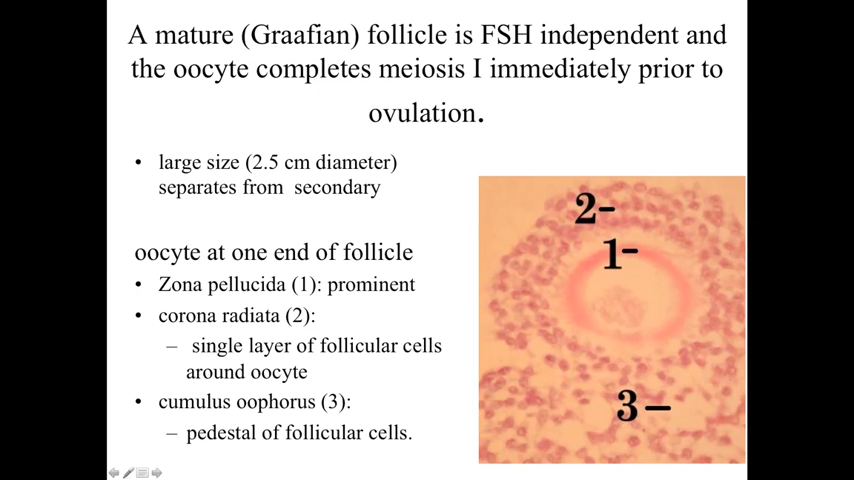 A mature (Graafian) follicle is FSH independent and
the oocyte completes meiosis I immediately prior to
ovulation.
• large size (2.5 cm diameter)
separates from secondary
oocyte at one end of follicle
• Zona pellucida (1): prominent
• corona radiata (2):
– single layer of follicular cells
around oocyte
• cumulus oophorus (3):
– pedestal of follicular cells.
2–
1–
3–